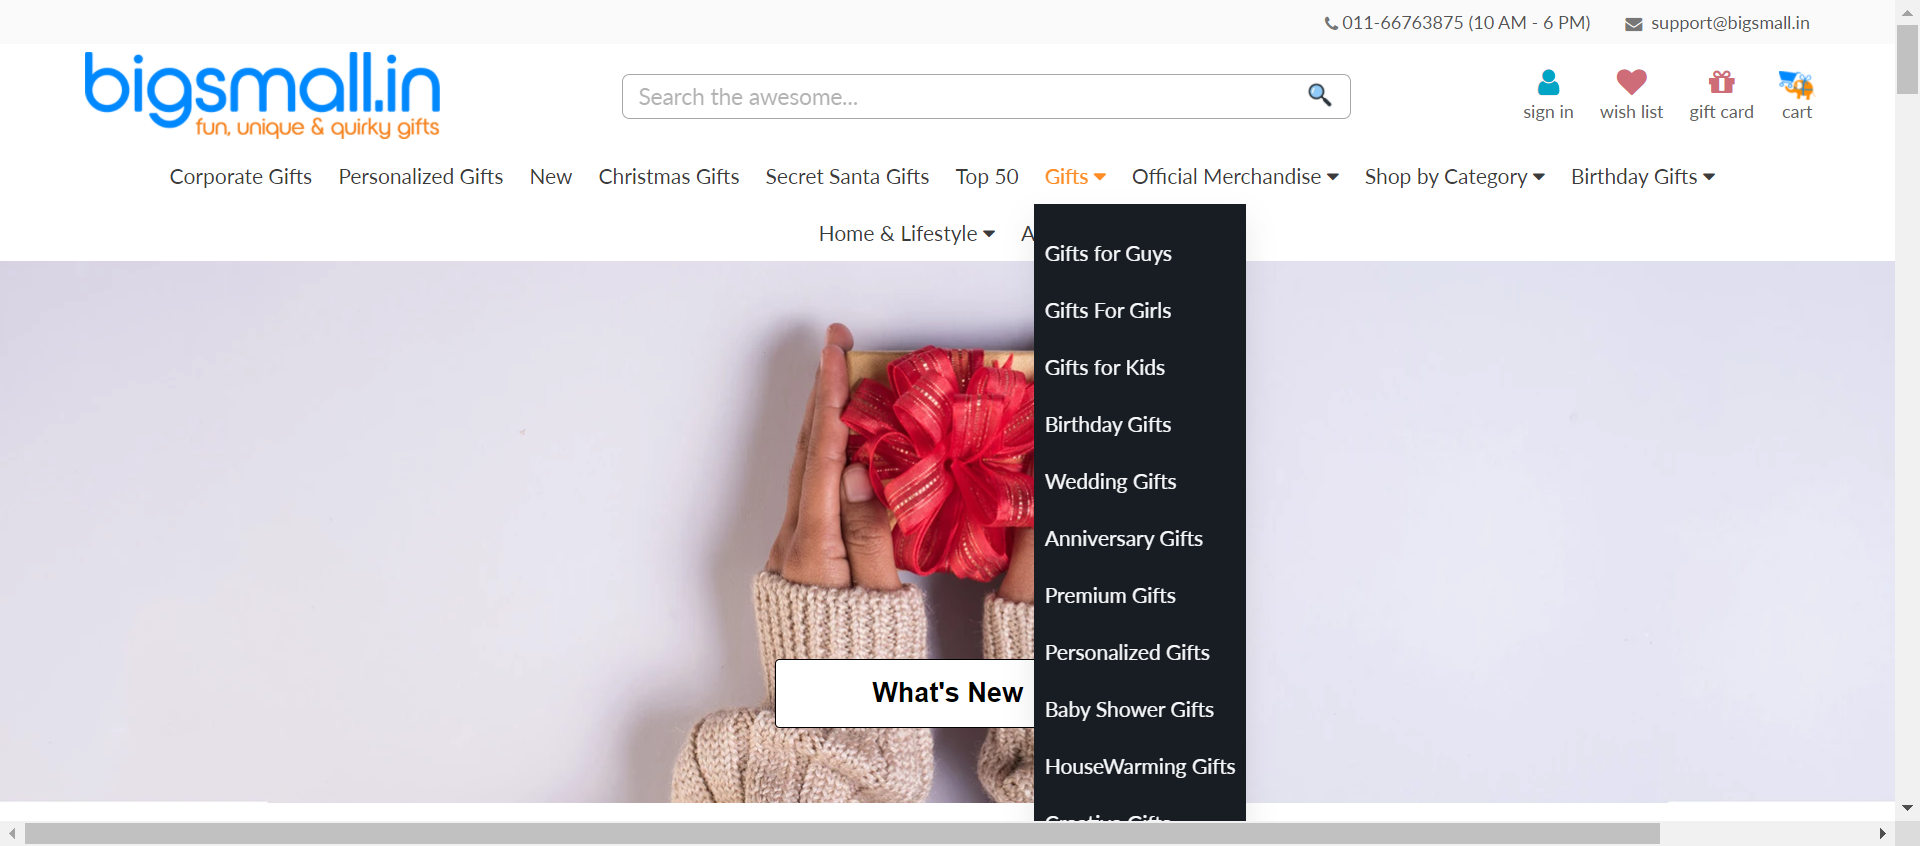 011-66763875 (10 AM - 6 PM) support@bigsmall.in
bigsmall.in
fun, unique & quirky gifts
Search the awesome...
sign in wish list gift card cart
Corporate Gifts Personalized Gifts New Christmas Gifts Secret Santa Gifts Top 50 Gifts Official Merchandise Shop by Category Birthday Gifts
Home & Lifestyle A
Gifts for Guys
Gifts For Girls
Gifts for Kids
Birthday Gifts
Wedding Gifts
Anniversary Gifts
Premium Gifts
Personalized Gifts
What's New
Baby Shower Gifts
HouseWarming Gifts
Creative Gifts